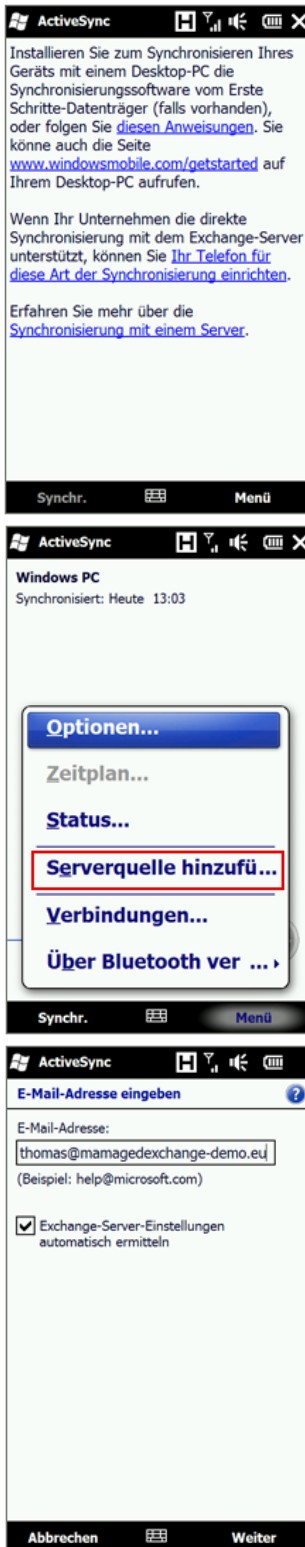 ActiveSync
Installieren Sie zum Synchronisieren Ihres
Geräts mit einem Desktop-PC die
Synchronisierungssoftware vom Erste
Schritte-Datenträger (falls vorhanden),
oder folgen Sie diesen Anweisungen. Sie
könne auch die Seite
www.windowsmobile.com/getstarted auf
Ihrem Desktop-PC aufrufen.
Wenn Ihr Unternehmen die direkte
Synchronisierung mit dem Exchange-Server
unterstützt, können Sie Ihr Telefon für
diese Art der Synchronisierung einrichten.
Erfahren Sie mehr über die
Synchronisierung mit einem Server.
Synchr. Menü
ActiveSync
Windows PC
Synchronisiert: Heute 13:03
Optionen...
Zeitplan...
Status...
Serverquelle hinzufü...
Verbindungen...
Über Bluetooth ver ...
Synchr. Menü
ActiveSync
E-Mail-Adresse eingeben
E-Mail-Adresse:
thomas@mamagedexchange-demo.eu
(Beispiel: help@microsoft.com)
Exchange-Server-Einstellungen
automatisch ermitteln
Abbrechen Weiter